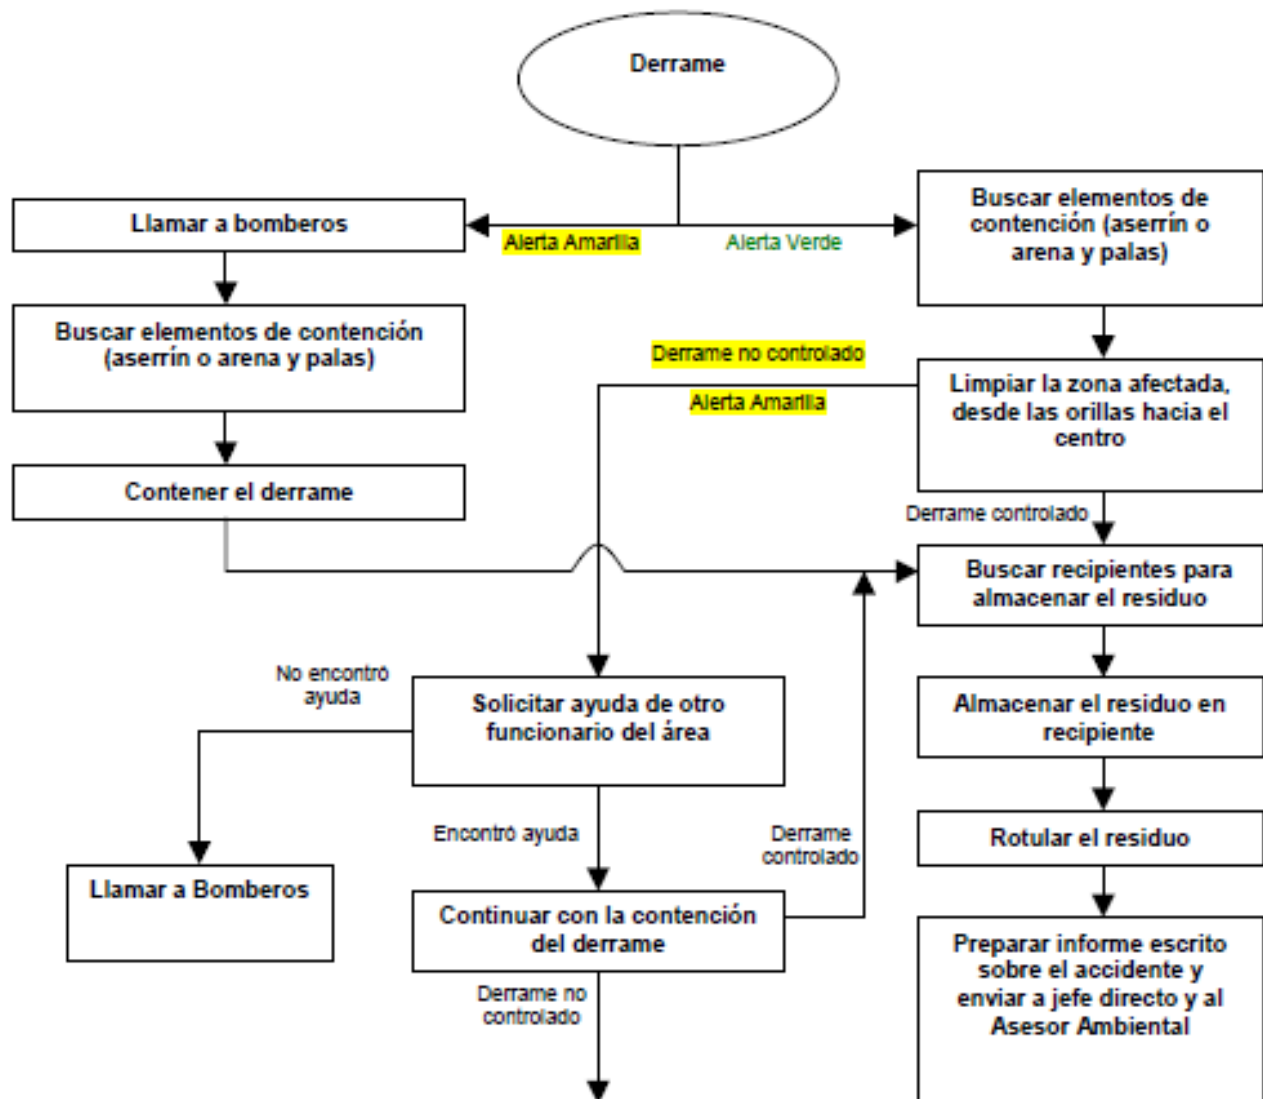 Derrame
Llamar a bomberos
Alerta Amarilla
Alerta Verde
Buscar elementos de
contención (aserrín o
arena y palas)
Buscar elementos de contención
(aserrín o arena y palas)
Derrame no controlado
Alerta Amarilla
Limpiar la zona afectada,
desde las orillas hacia el
centro
Contener el derrame
Derrame controlado
Buscar recipientes para
almacenar el residuo
No encontró
ayuda
Solicitar ayuda de otro
funcionario del área
Almacenar el residuo en
recipiente
Encontró ayuda
Derrame
controlado
Rotular el residuo
Llamar a Bomberos
Continuar con la contención
del derrame
Preparar informe escrito
sobre el accidente y
enviar a jefe directo y al
Asesor Ambiental
Derrame no
controlado